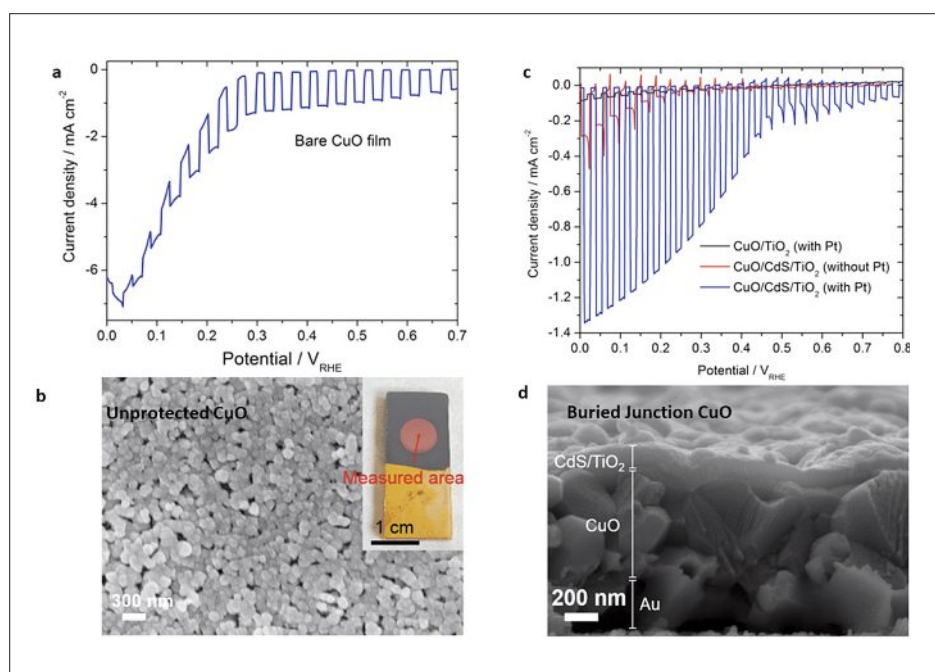 a
0
-2
-4
-6
Current density / mA cm⁻²
Bare CuO film
0.0 0.1 0.2 0.3 0.4 0.5 0.6 0.7
Potential / V_RHE
c
0.0
-0.2
-0.4
-0.6
-0.8
-1.0
-1.2
-1.4
Current density / mA cm⁻²
CuO/TiO₂ (with Pt)
CuO/CdS/TiO₂ (without Pt)
CuO/CdS/TiO₂ (with Pt)
0.0 0.1 0.2 0.3 0.4 0.5 0.6 0.7 0.8
Potential / V_RHE
b
Unprotected CuO
Measured area
1 cm
300 nm
d
Buried Junction CuO
CdS/TiO₂
CuO
Au
200 nm